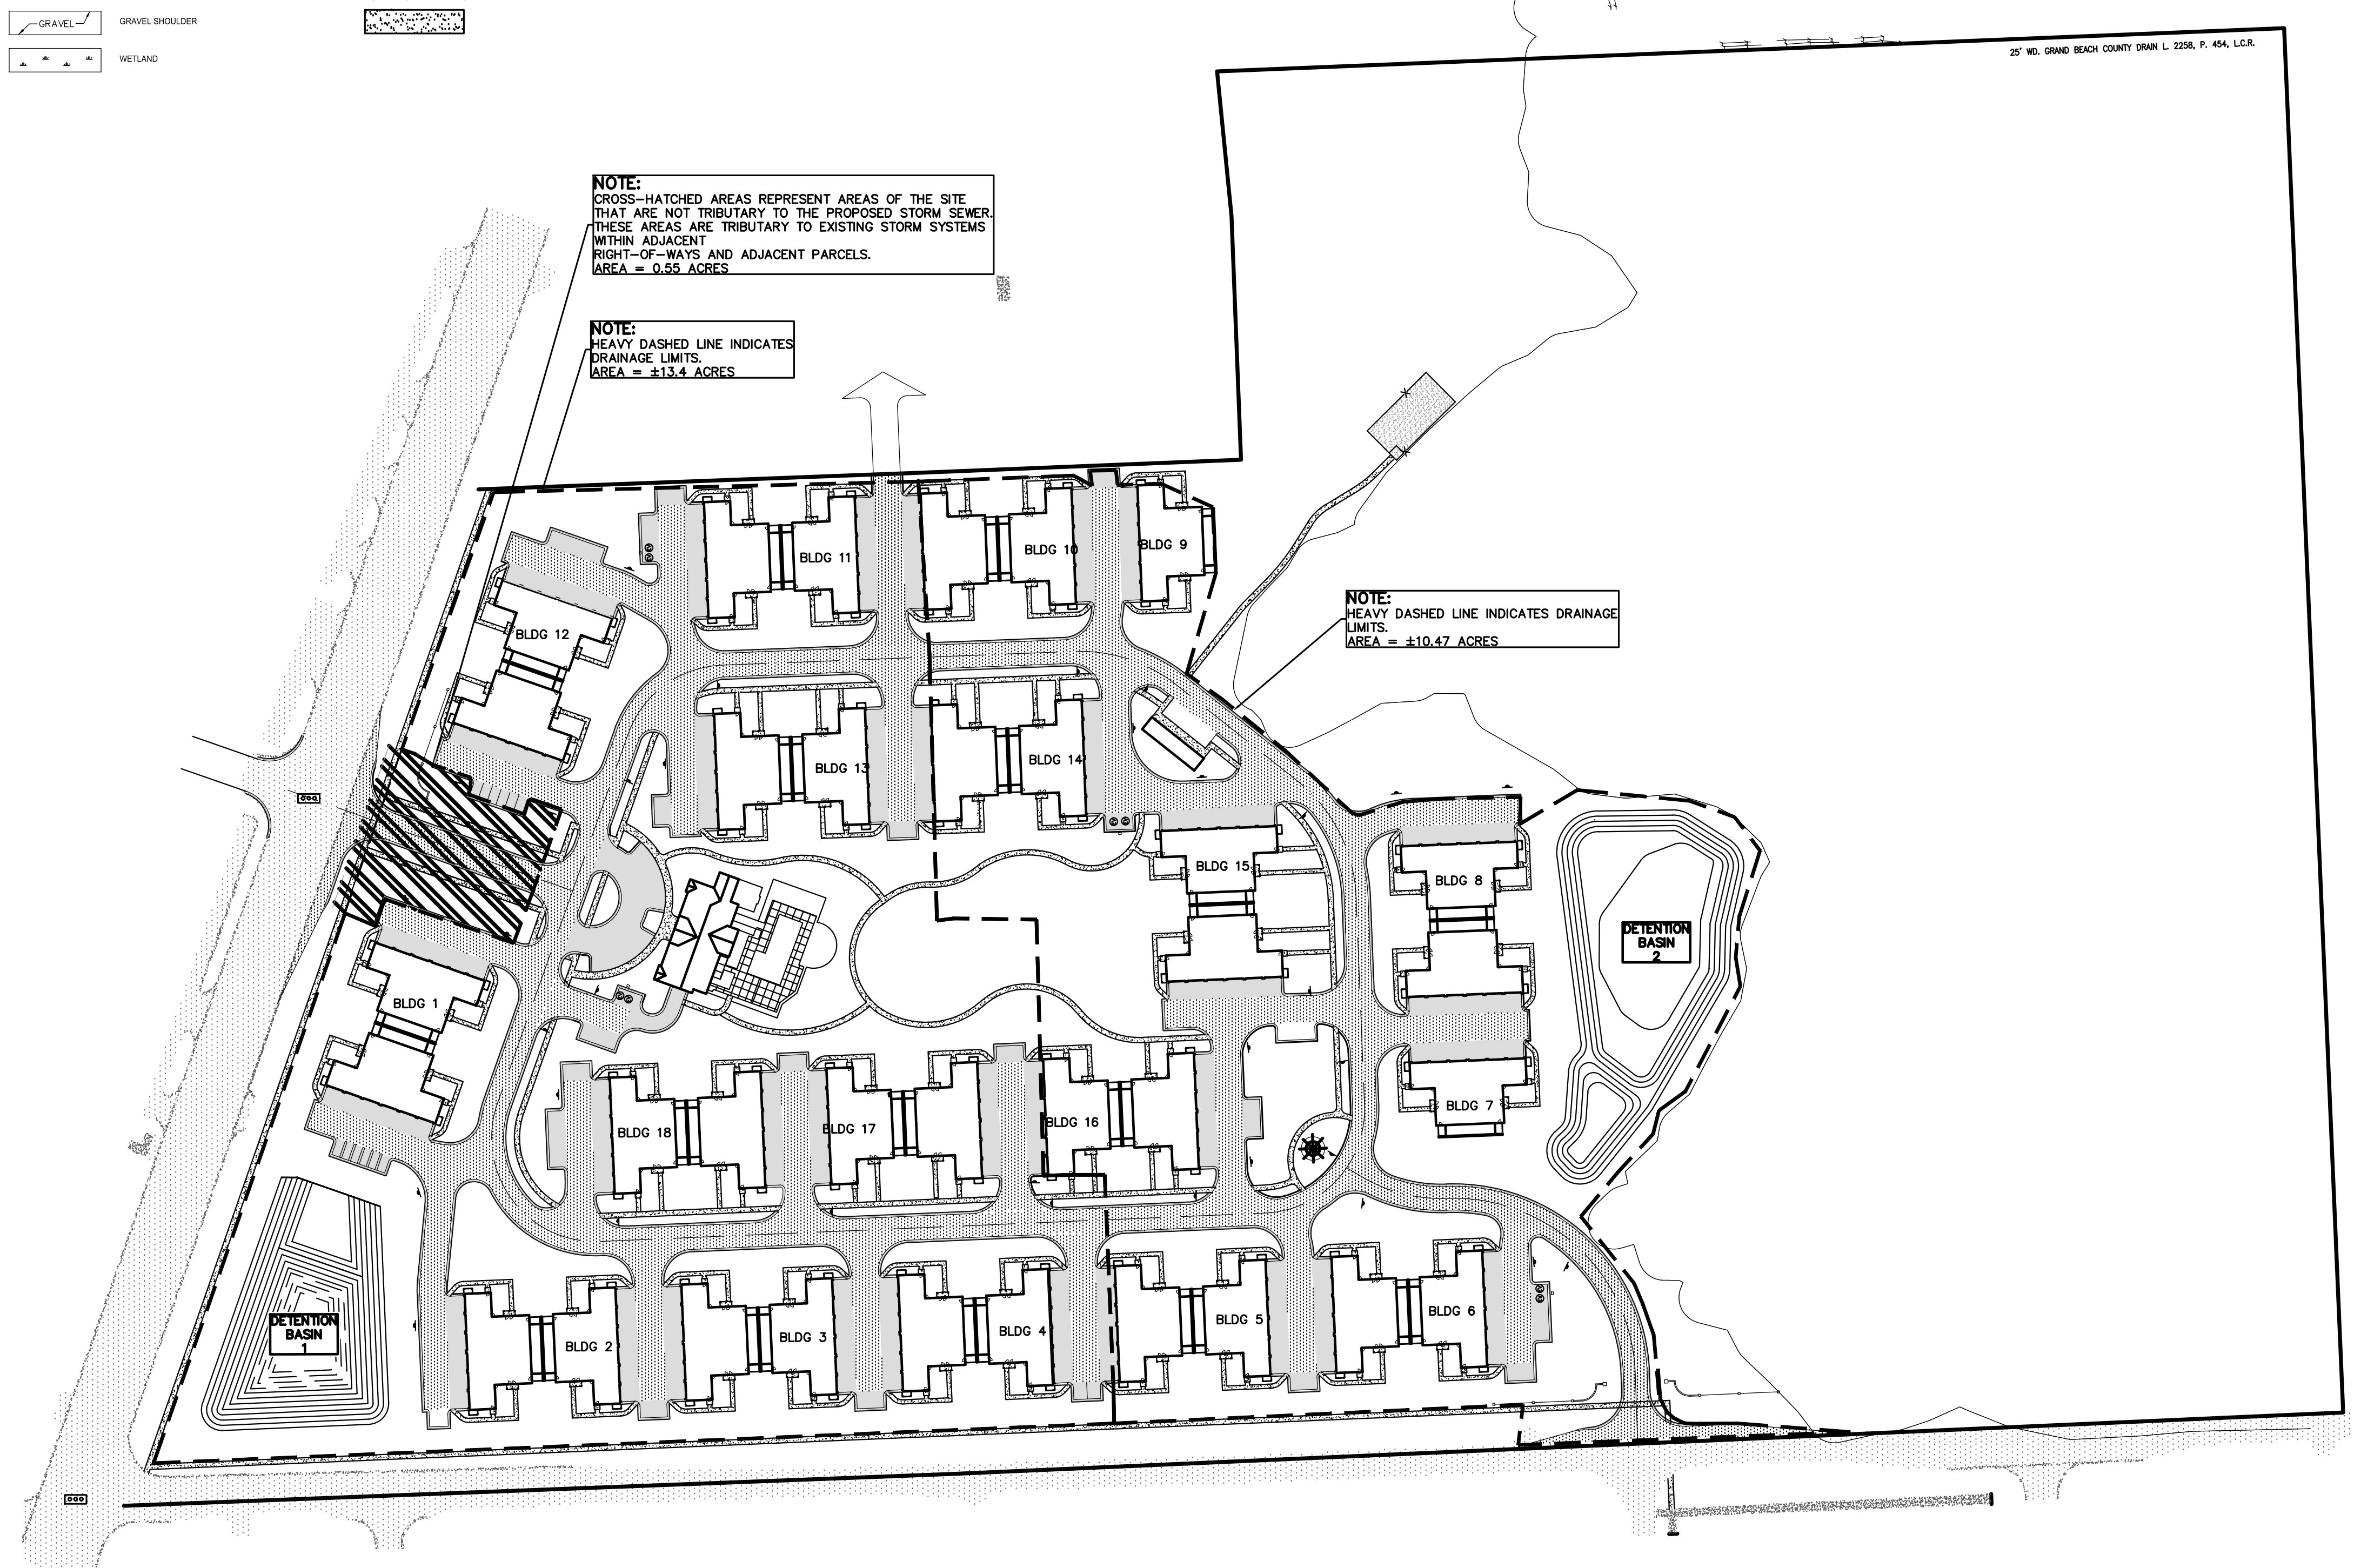 GRAVEL
GRAVEL SHOULDER
WETLAND
25' WD. GRAND BEACH COUNTY DRAIN L. 2258, P. 454, L.C.R.
NOTE:
CROSS-HATCHED AREAS REPRESENT AREAS OF THE SITE
THAT ARE NOT TRIBUTARY TO THE PROPOSED STORM SEWER.
THESE AREAS ARE TRIBUTARY TO EXISTING STORM SYSTEMS
WITHIN ADJACENT
RIGHT-OF-WAYS AND ADJACENT PARCELS.
AREA = 0.55 ACRES
NOTE:
HEAVY DASHED LINE INDICATES
DRAINAGE LIMITS.
AREA = ±13.4 ACRES
BLDG 11
BLDG 10
BLDG 9
BLDG 12
NOTE:
HEAVY DASHED LINE INDICATES DRAINAGE
LIMITS.
AREA = ±10.47 ACRES
BLDG 13
BLDG 14
BLDG 15
BLDG 8
DETENTION
BASIN
2
BLDG 1
BLDG 7
BLDG 18
BLDG 17
BLDG 16
DETENTION
BASIN
1
BLDG 2
BLDG 3
BLDG 4
BLDG 5
BLDG 6